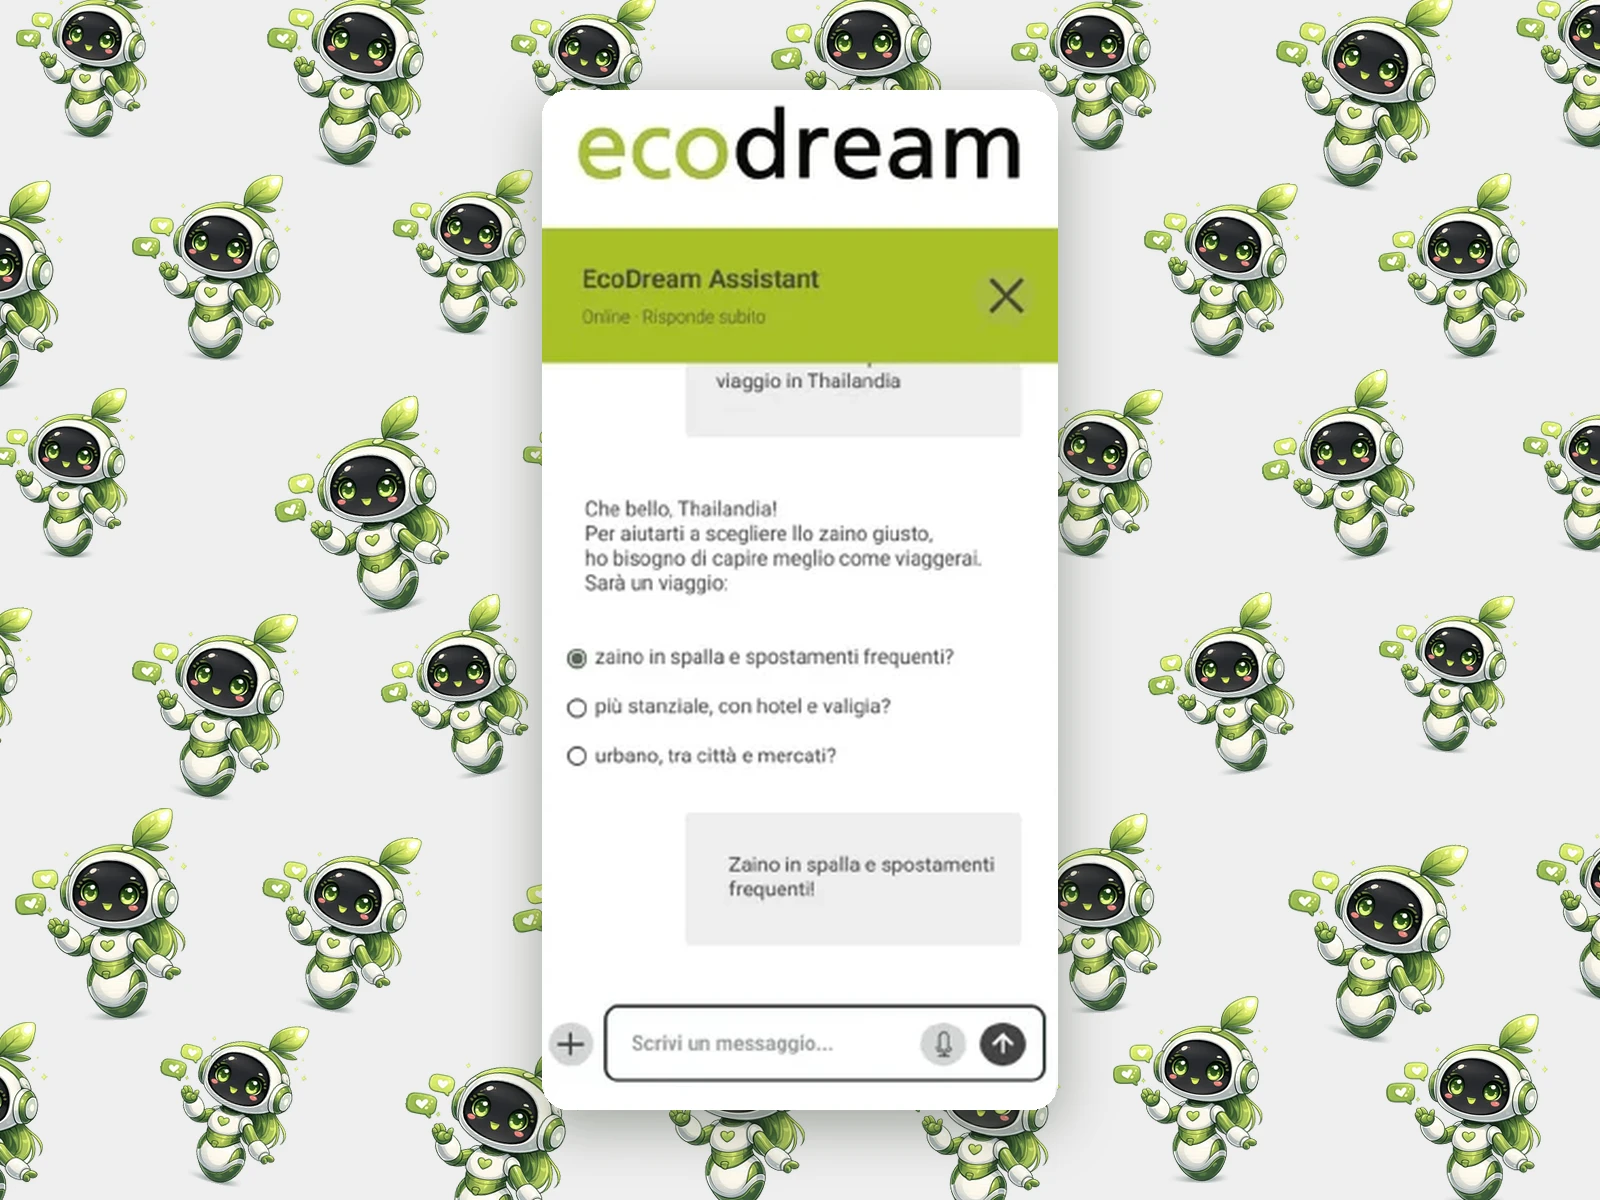 ecodream
EcoDream Assistant
Online · Risponde subito
viaggio in Thailandia
Che bello, Thailandia!
Per aiutarti a scegliere llo zaino giusto,
ho bisogno di capire meglio come viaggerai.
Sarà un viaggio:
zaino in spalla e spostamenti frequenti?
più stanziale, con hotel e valigia?
urbano, tra città e mercati?
Zaino in spalla e spostamenti
frequenti!
Scrivi un messaggio...